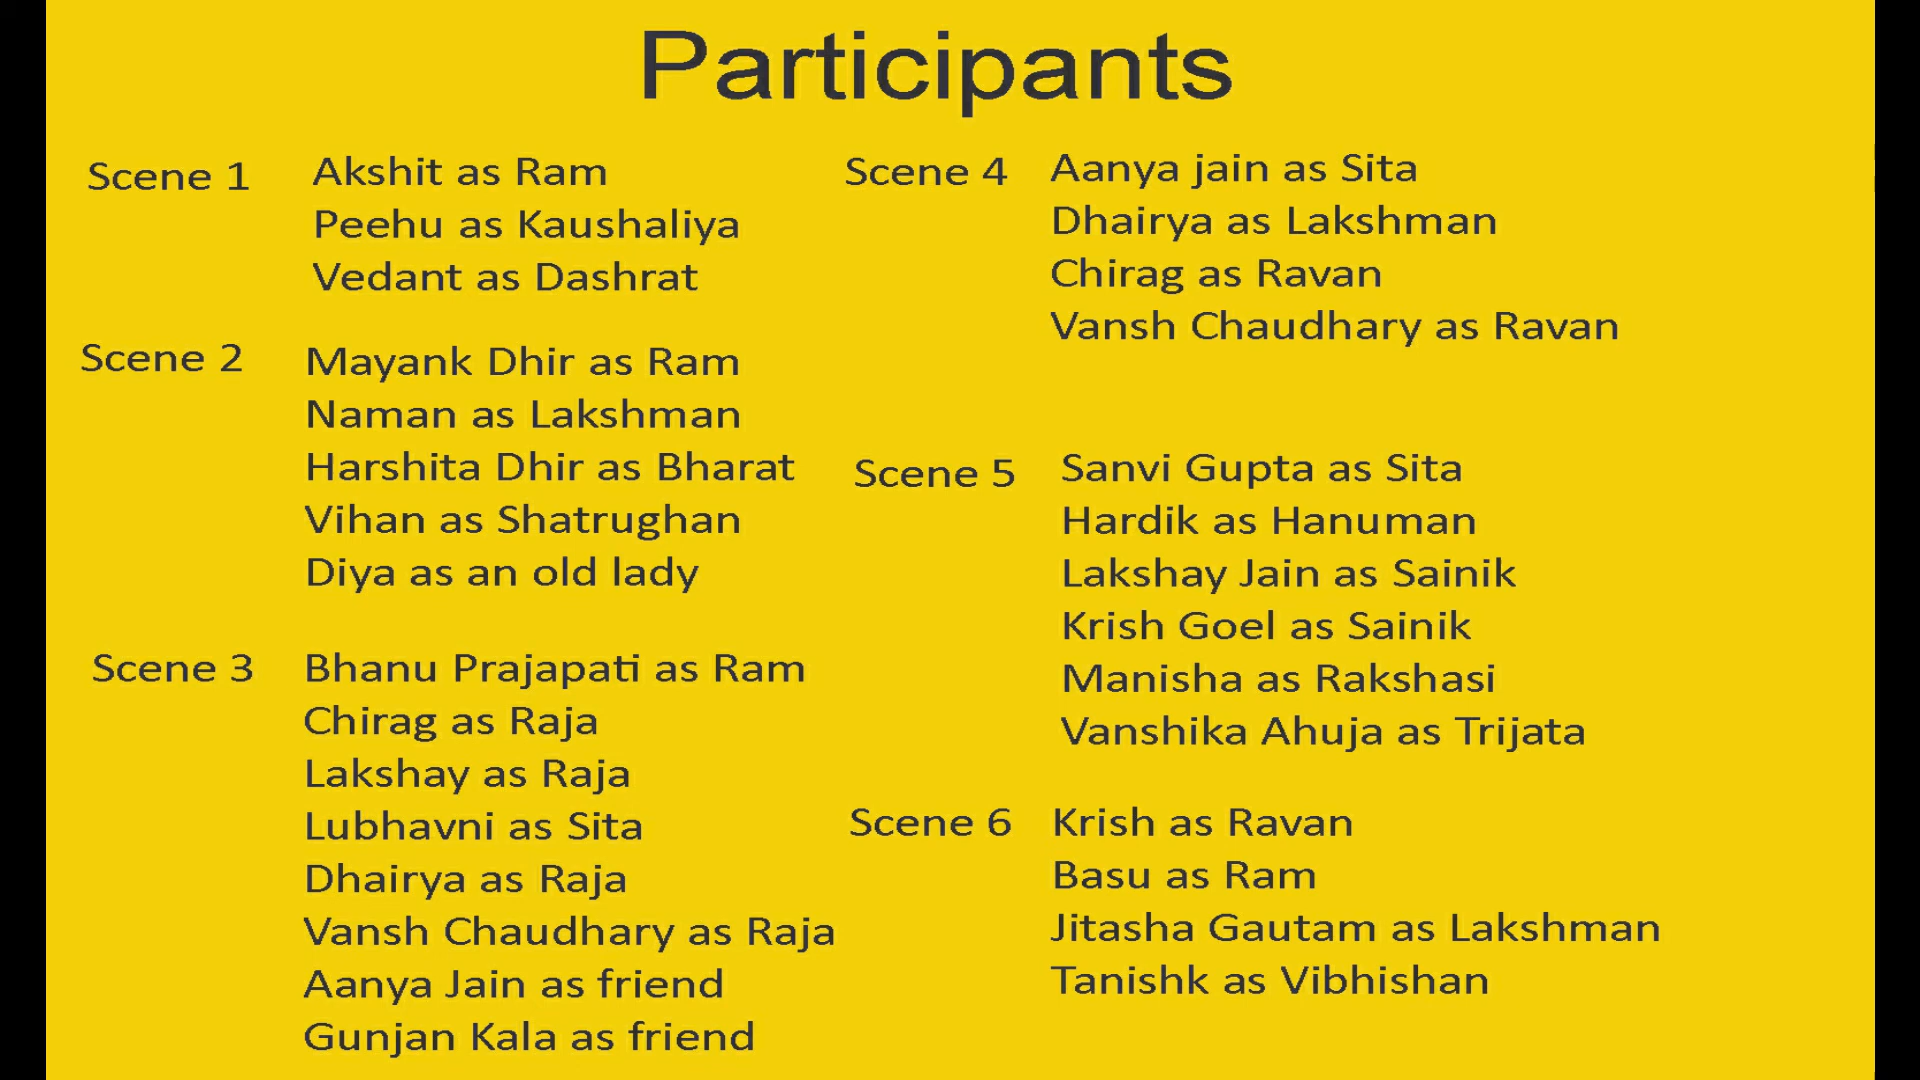 Participants
Scene 1 Akshit as Ram
Peehu as Kaushaliya
Vedant as Dashrat
Scene 2 Mayank Dhir as Ram
Naman as Lakshman
Harshita Dhir as Bharat
Vihan as Shatrughan
Diya as an old lady
Scene 3 Bhanu Prajapati as Ram
Chirag as Raja
Lakshay as Raja
Lubhavni as Sita
Dhairya as Raja
Vansh Chaudhary as Raja
Aanya Jain as friend
Gunjan Kala as friend
Scene 4 Aanya jain as Sita
Dhairya as Lakshman
Chirag as Ravan
Vansh Chaudhary as Ravan
Scene 5 Sanvi Gupta as Sita
Hardik as Hanuman
Lakshay Jain as Sainik
Krish Goel as Sainik
Manisha as Rakshasi
Vanshika Ahuja as Trijata
Scene 6 Krish as Ravan
Basu as Ram
Jitasha Gautam as Lakshman
Tanishk as Vibhishan